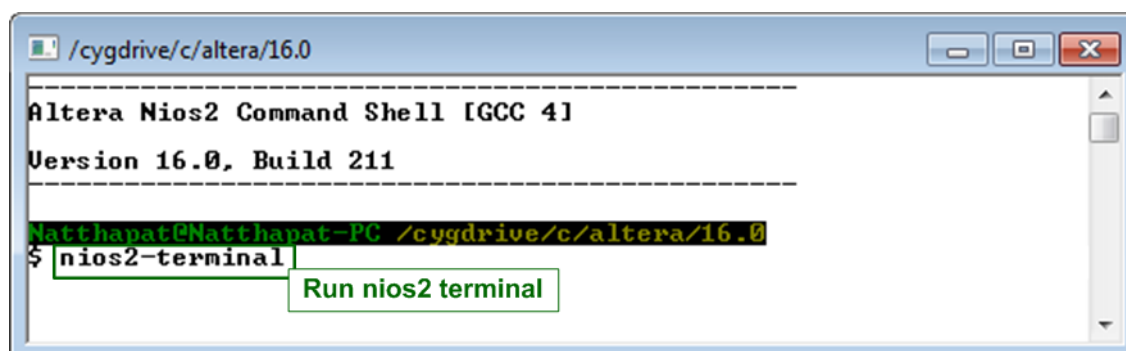 /cygdrive/c/altera/16.0
------------------------------------------------
Altera Nios2 Command Shell [GCC 4]
Version 16.0, Build 211
------------------------------------------------
Natthapat@Natthapat-PC /cygdrive/c/altera/16.0
$ nios2-terminal
Run nios2 terminal